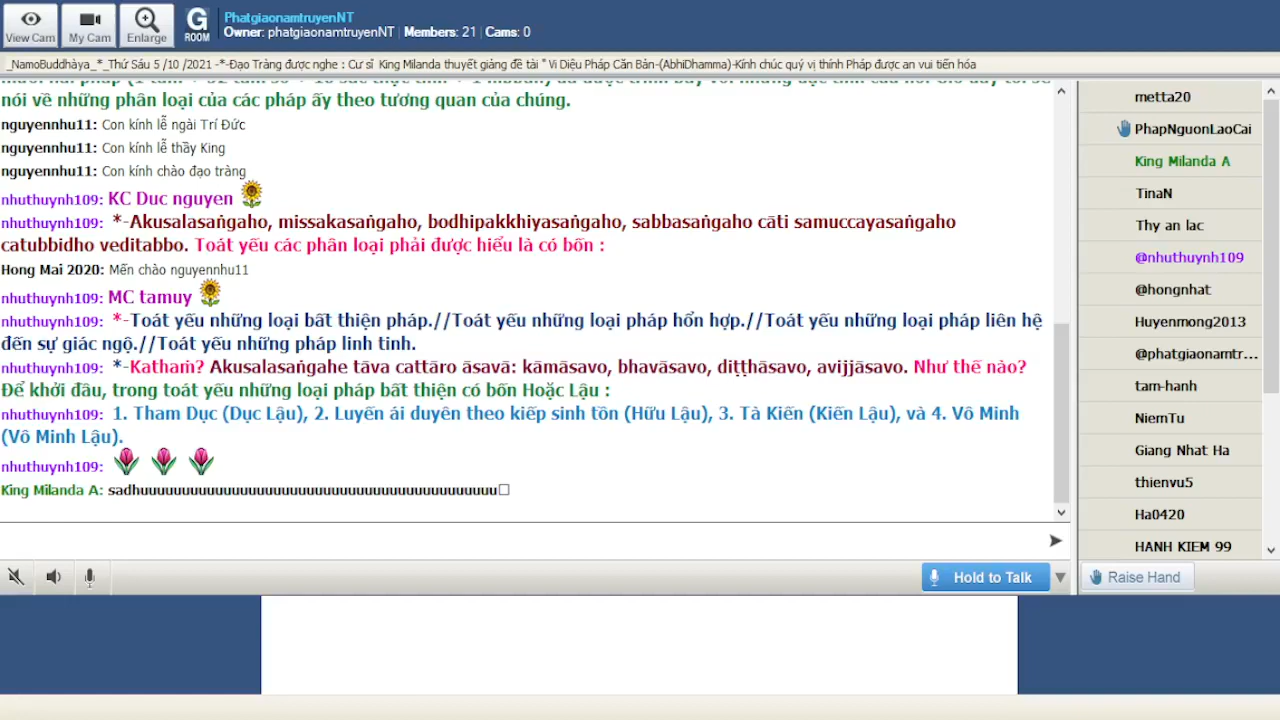 View Cam
My Cam
Enlarge
G
ROOM
PhatgiaonamtruyenNT
Owner: phatgiaonamtruyenNT | Members: 21 | Cams: 0
_NamoBuddhàya_*_Thứ Sáu 5 /10 /2021 -*-Đạo Tràng được nghe : Cư sĩ King Milanda thuyết giảng đề tài " Vi Diệu Pháp Căn Bản-(AbhiDhamma)-Kính chúc quý vị thính Pháp được an vui tiến hóa
nói về những phân loại của các pháp ấy theo tương quan của chúng.
nguyennhu11: Con kính lễ ngài Trí Đức
nguyennhu11: Con kính lễ thầy King
nguyennhu11: Con kính chào đạo tràng
nhuthuynh109: KC Duc nguyen
nhuthuynh109: *-Akusalasaṅgaho, missakasaṅgaho, bodhipakkhiyasaṅgaho, sabbasaṅgaho cāti samuccayasaṅgaho
catubbidho veditabbo. Toát yếu các phân loại phải được hiểu là có bốn :
Hong Mai 2020: Mến chào nguyennhu11
nhuthuynh109: MC tamuy
nhuthuynh109: *-Toát yếu những loại bất thiện pháp.//Toát yếu những loại pháp hổn hợp.//Toát yếu những loại pháp liên hệ
đến sự giác ngộ.//Toát yếu những pháp linh tinh.
nhuthuynh109: *-Kathaṁ? Akusalasaṅgahe tāva cattāro āsavā: kāmāsavo, bhavāsavo, diṭṭhāsavo, avijjāsavo. Như thế nào?
Để khởi đầu, trong toát yếu những loại pháp bất thiện có bốn Hoặc Lậu :
nhuthuynh109: 1. Tham Dục (Dục Lậu), 2. Luyến ái duyên theo kiếp sinh tồn (Hữu Lậu), 3. Tà Kiến (Kiến Lậu), và 4. Vô Minh
(Vô Minh Lậu).
nhuthuynh109:
King Milanda A: sadhuuuuuuuuuuuuuuuuuuuuuuuuuuuuuuuuuuuuuuuuuu
Hold to Talk
metta20
PhapNguonLaoCai
King Milanda A
TinaN
Thy an lac
@nhuthuynh109
@hongnhat
Huyenmong2013
@phatgiaonamtr...
tam-hanh
NiemTu
Giang Nhat Ha
thienvu5
Ha0420
HANH KIEM 99
Raise Hand